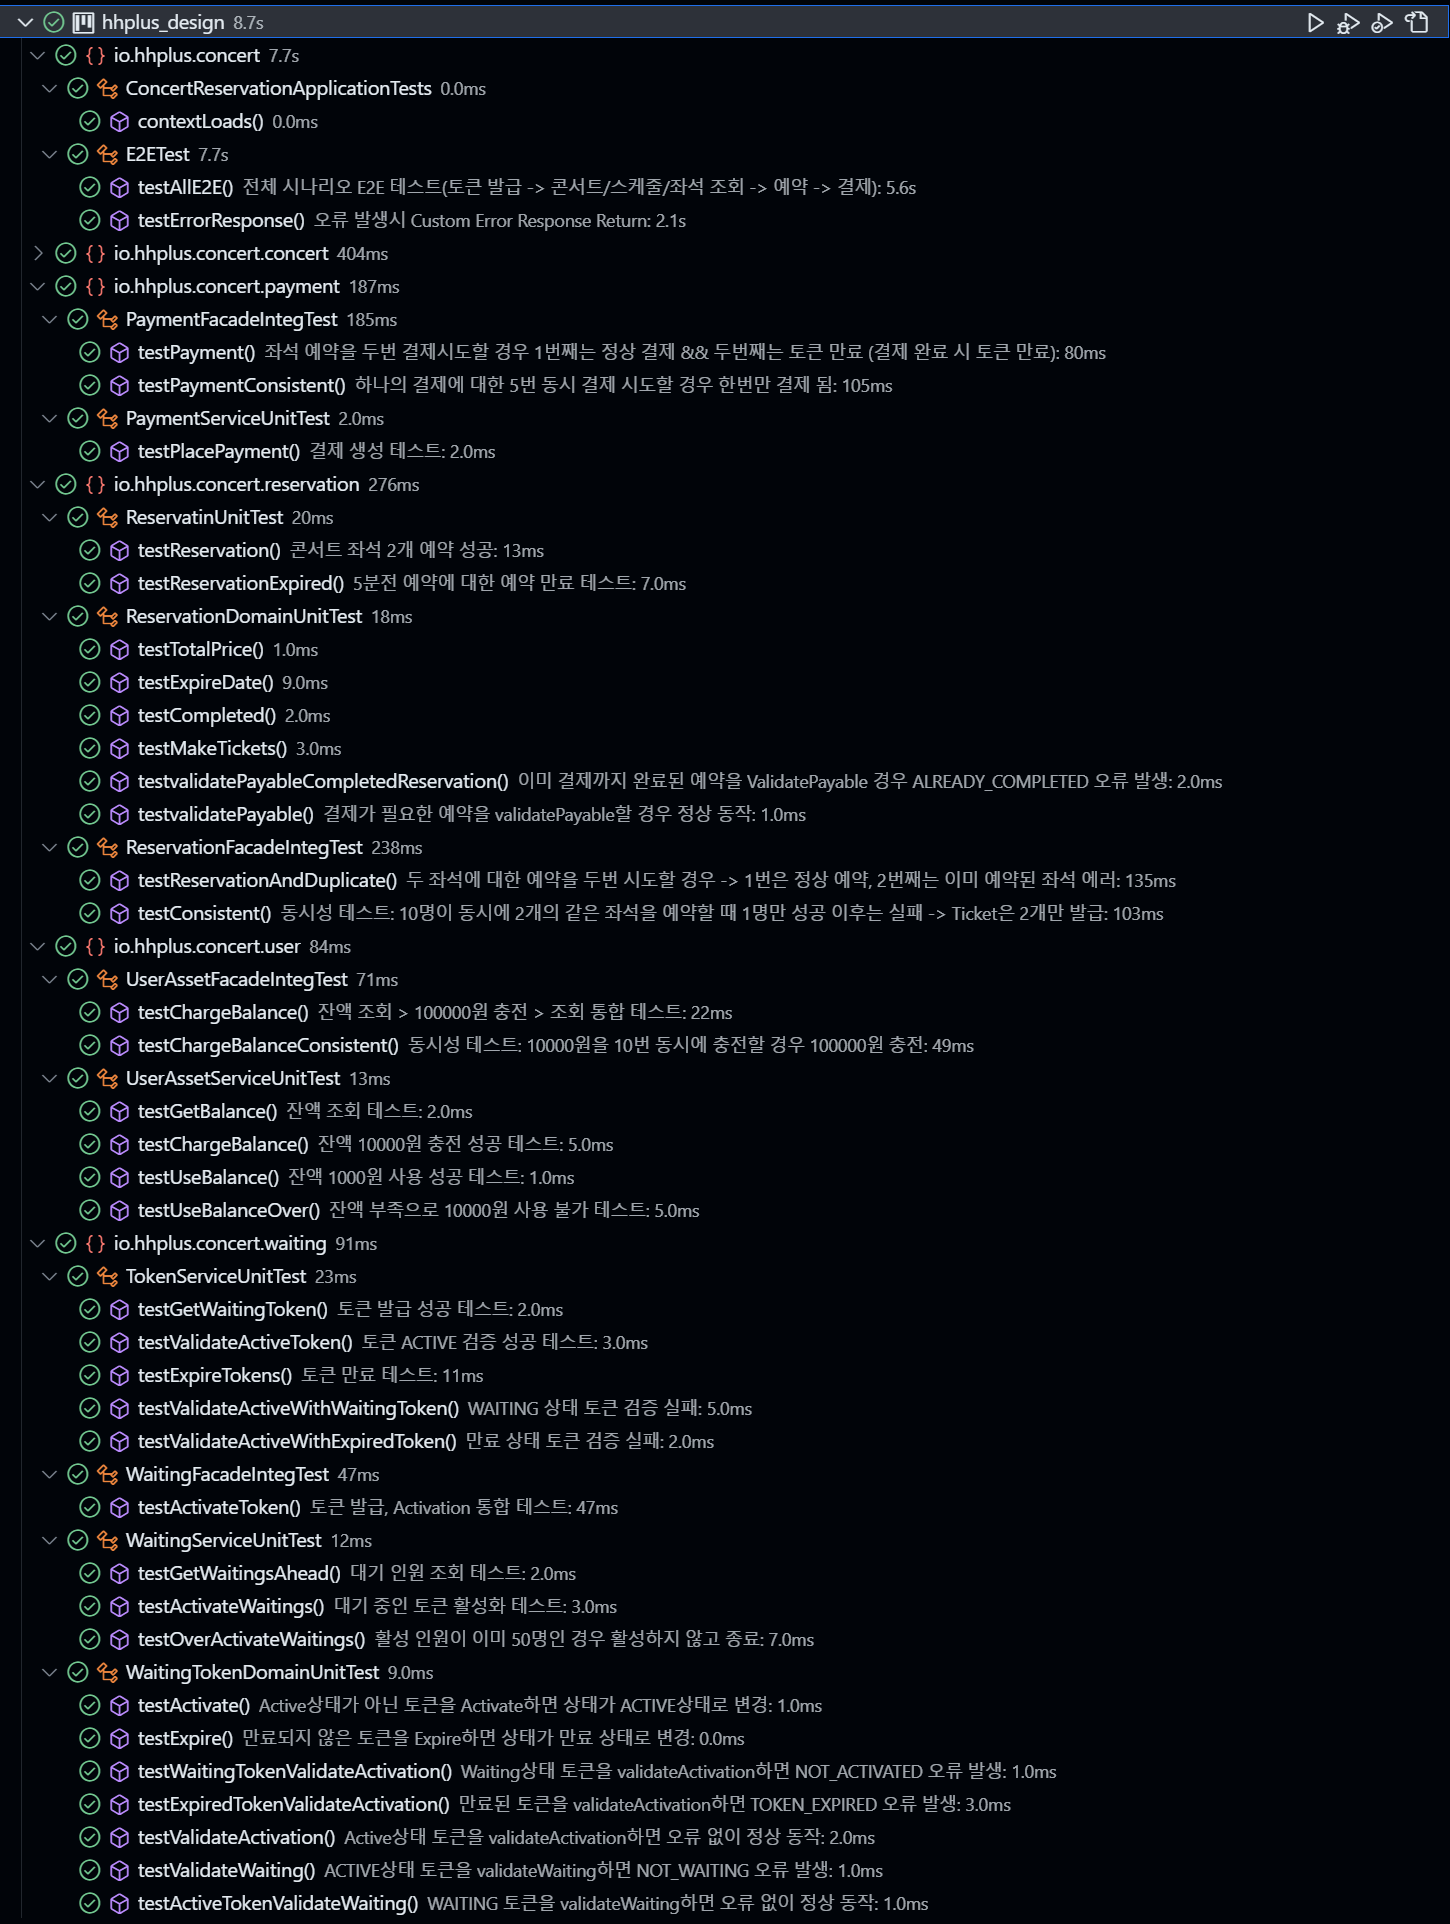 hhplus_design 8.7s
io.hhplus.concert 7.7s
ConcertReservationApplicationTests 0.0ms
contextLoads() 0.0ms
E2ETest 7.7s
testAllE2E() 전체 시나리오 E2E 테스트(토큰 발급 -> 콘서트/스케줄/좌석 조회 -> 예약 -> 결제): 5.6s
testErrorResponse() 오류 발생시 Custom Error Response Return: 2.1s
io.hhplus.concert.concert 404ms
io.hhplus.concert.payment 187ms
PaymentFacadeIntegTest 185ms
testPayment() 좌석 예약을 두번 결제시도할 경우 1번째는 정상 결제 && 두번째는 토큰 만료 (결제 완료 시 토큰 만료): 80ms
testPaymentConsistent() 하나의 결제에 대한 5번 동시 결제 시도할 경우 한번만 결제 됨: 105ms
PaymentServiceUnitTest 2.0ms
testPlacePayment() 결제 생성 테스트: 2.0ms
io.hhplus.concert.reservation 276ms
ReservatinUnitTest 20ms
testReservation() 콘서트 좌석 2개 예약 성공: 13ms
testReservationExpired() 5분전 예약에 대한 예약 만료 테스트: 7.0ms
ReservationDomainUnitTest 18ms
testTotalPrice() 1.0ms
testExpireDate() 9.0ms
testCompleted() 2.0ms
testMakeTickets() 3.0ms
testvalidatePayableCompletedReservation() 이미 결제까지 완료된 예약을 ValidatePayable 경우 ALREADY_COMPLETED 오류 발생: 2.0ms
testvalidatePayable() 결제가 필요한 예약을 validatePayable할 경우 정상 동작: 1.0ms
ReservationFacadeIntegTest 238ms
testReservationAndDuplicate() 두 좌석에 대한 예약을 두번 시도할 경우 -> 1번은 정상 예약, 2번째는 이미 예약된 좌석 에러: 135ms
testConsistent() 동시성 테스트: 10명이 동시에 2개의 같은 좌석을 예약할 때 1명만 성공 이후는 실패 -> Ticket은 2개만 발급: 103ms
io.hhplus.concert.user 84ms
UserAssetFacadeIntegTest 71ms
testChargeBalance() 잔액 조회 > 100000원 충전 > 조회 통합 테스트: 22ms
testChargeBalanceConsistent() 동시성 테스트: 10000원을 10번 동시에 충전할 경우 100000원 충전: 49ms
UserAssetServiceUnitTest 13ms
testGetBalance() 잔액 조회 테스트: 2.0ms
testChargeBalance() 잔액 10000원 충전 성공 테스트: 5.0ms
testUseBalance() 잔액 1000원 사용 성공 테스트: 1.0ms
testUseBalanceOver() 잔액 부족으로 10000원 사용 불가 테스트: 5.0ms
io.hhplus.concert.waiting 91ms
TokenServiceUnitTest 23ms
testGetWaitingToken() 토큰 발급 성공 테스트: 2.0ms
testValidateActiveToken() 토큰 ACTIVE 검증 성공 테스트: 3.0ms
testExpireTokens() 토큰 만료 테스트: 11ms
testValidateActiveWithWaitingToken() WAITING 상태 토큰 검증 실패: 5.0ms
testValidateActiveWithExpiredToken() 만료 상태 토큰 검증 실패: 2.0ms
WaitingFacadeIntegTest 47ms
testActivateToken() 토큰 발급, Activation 통합 테스트: 47ms
WaitingServiceUnitTest 12ms
testGetWaitingsAhead() 대기 인원 조회 테스트: 2.0ms
testActivateWaitings() 대기 중인 토큰 활성화 테스트: 3.0ms
testOverActivateWaitings() 활성 인원이 이미 50명인 경우 활성하지 않고 종료: 7.0ms
WaitingTokenDomainUnitTest 9.0ms
testActivate() Active상태가 아닌 토큰을 Activate하면 상태가 ACTIVE상태로 변경: 1.0ms
testExpire() 만료되지 않은 토큰을 Expire하면 상태가 만료 상태로 변경: 0.0ms
testWaitingTokenValidateActivation() Waiting상태 토큰을 validateActivation하면 NOT_ACTIVATED 오류 발생: 1.0ms
testExpiredTokenValidateActivation() 만료된 토큰을 validateActivation하면 TOKEN_EXPIRED 오류 발생: 3.0ms
testValidateActivation() Active상태 토큰을 validateActivation하면 오류 없이 정상 동작: 2.0ms
testValidateWaiting() ACTIVE상태 토큰을 validateWaiting하면 NOT_WAITING 오류 발생: 1.0ms
testActiveTokenValidateWaiting() WAITING 토큰을 validateWaiting하면 오류 없이 정상 동작: 1.0ms